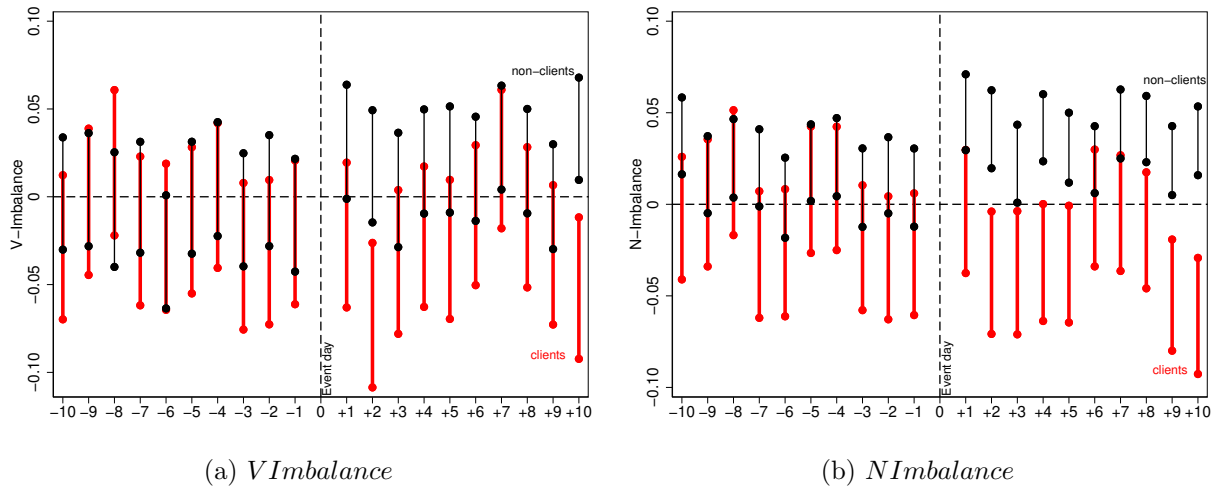 0.10
0.05
0
−0.05
−0.10
V−Imbalance
non−clients
clients
Event day
−10 −9 −8 −7 −6 −5 −4 −3 −2 −1 0 +1 +2 +3 +4 +5 +6 +7 +8 +9 +10
(a) VImbalance
0.10
0.05
0
−0.05
−0.10
N−Imbalance
non−clients
clients
Event day
−10 −9 −8 −7 −6 −5 −4 −3 −2 −1 0 +1 +2 +3 +4 +5 +6 +7 +8 +9 +10
(b) NImbalance